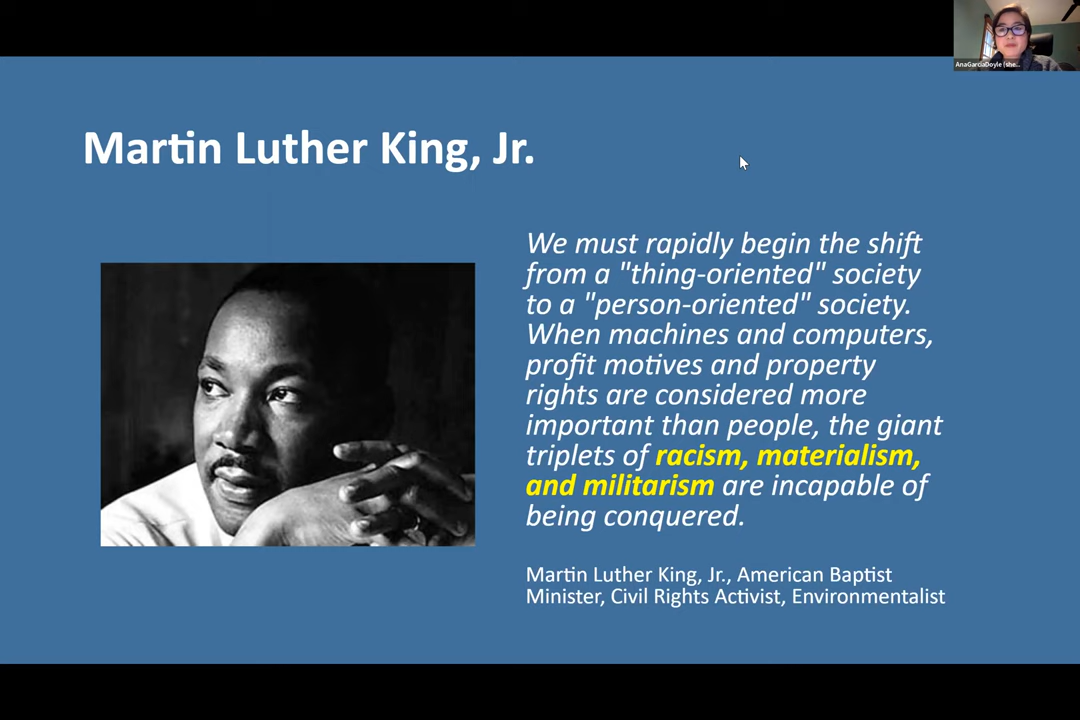 AnaGarciaDoyle (she...
Martin Luther King, Jr.
We must rapidly begin the shift
from a "thing-oriented" society
to a "person-oriented" society.
When machines and computers,
profit motives and property
rights are considered more
important than people, the giant
triplets of racism, materialism,
and militarism are incapable of
being conquered.
Martin Luther King, Jr., American Baptist
Minister, Civil Rights Activist, Environmentalist